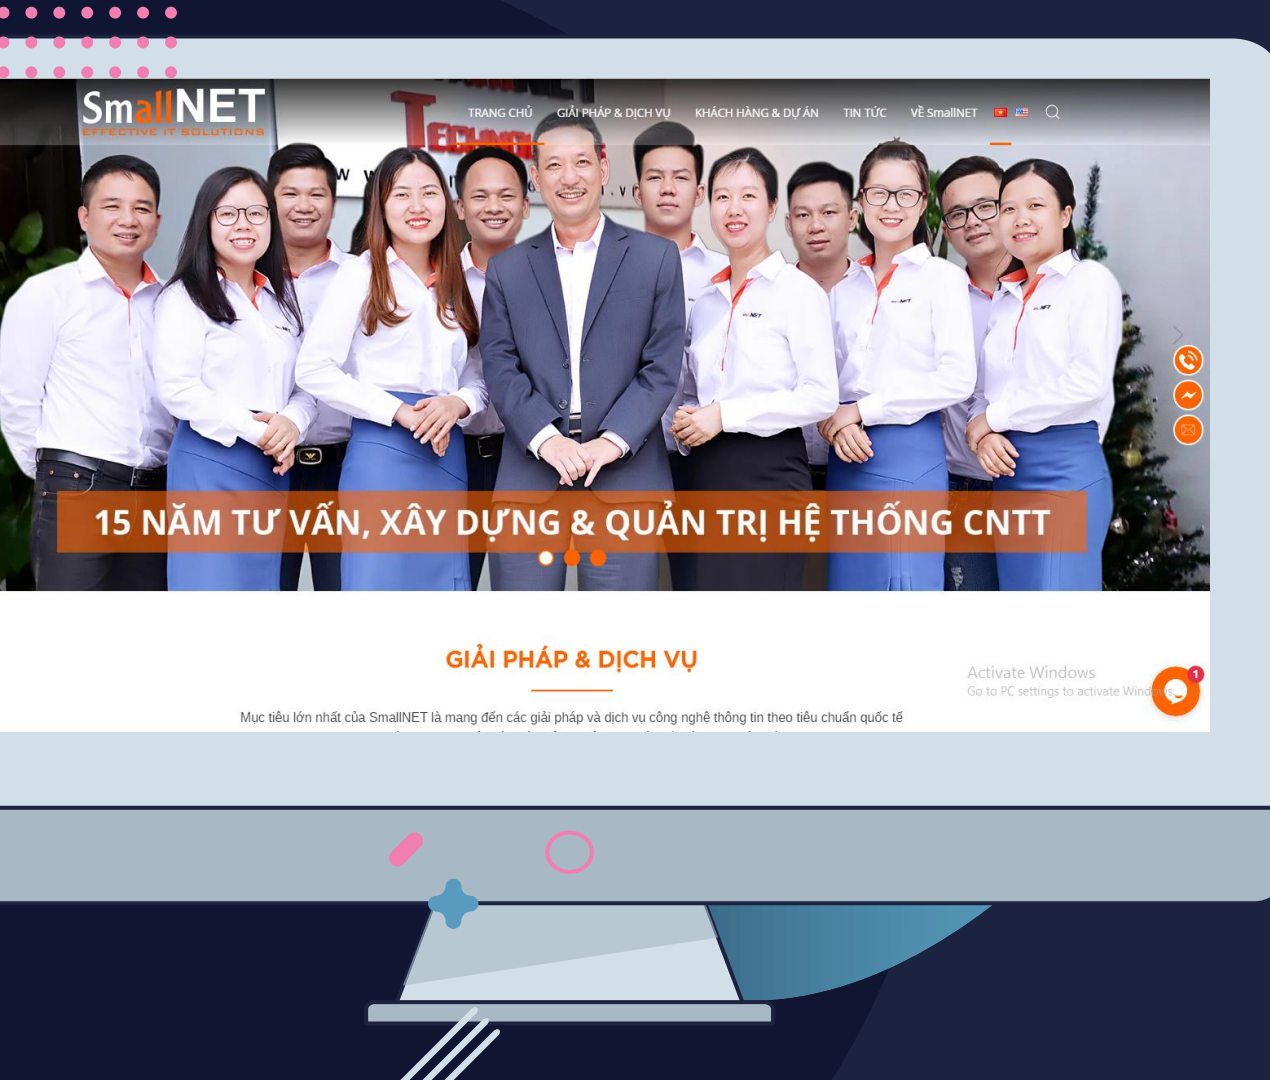 SmallNET
EFFECTIVE IT SOLUTIONS
TRANG CHỦ GIẢI PHÁP & DỊCH VỤ KHÁCH HÀNG & DỰ ÁN TIN TỨC VỀ SmallNET
15 NĂM TƯ VẤN, XÂY DỰNG & QUẢN TRỊ HỆ THỐNG CNTT
GIẢI PHÁP & DỊCH VỤ
Mục tiêu lớn nhất của SmallNET là mang đến các giải pháp và dịch vụ công nghệ thông tin theo tiêu chuẩn quốc tế
Activate Windows
Go to PC settings to activate Windows.
1